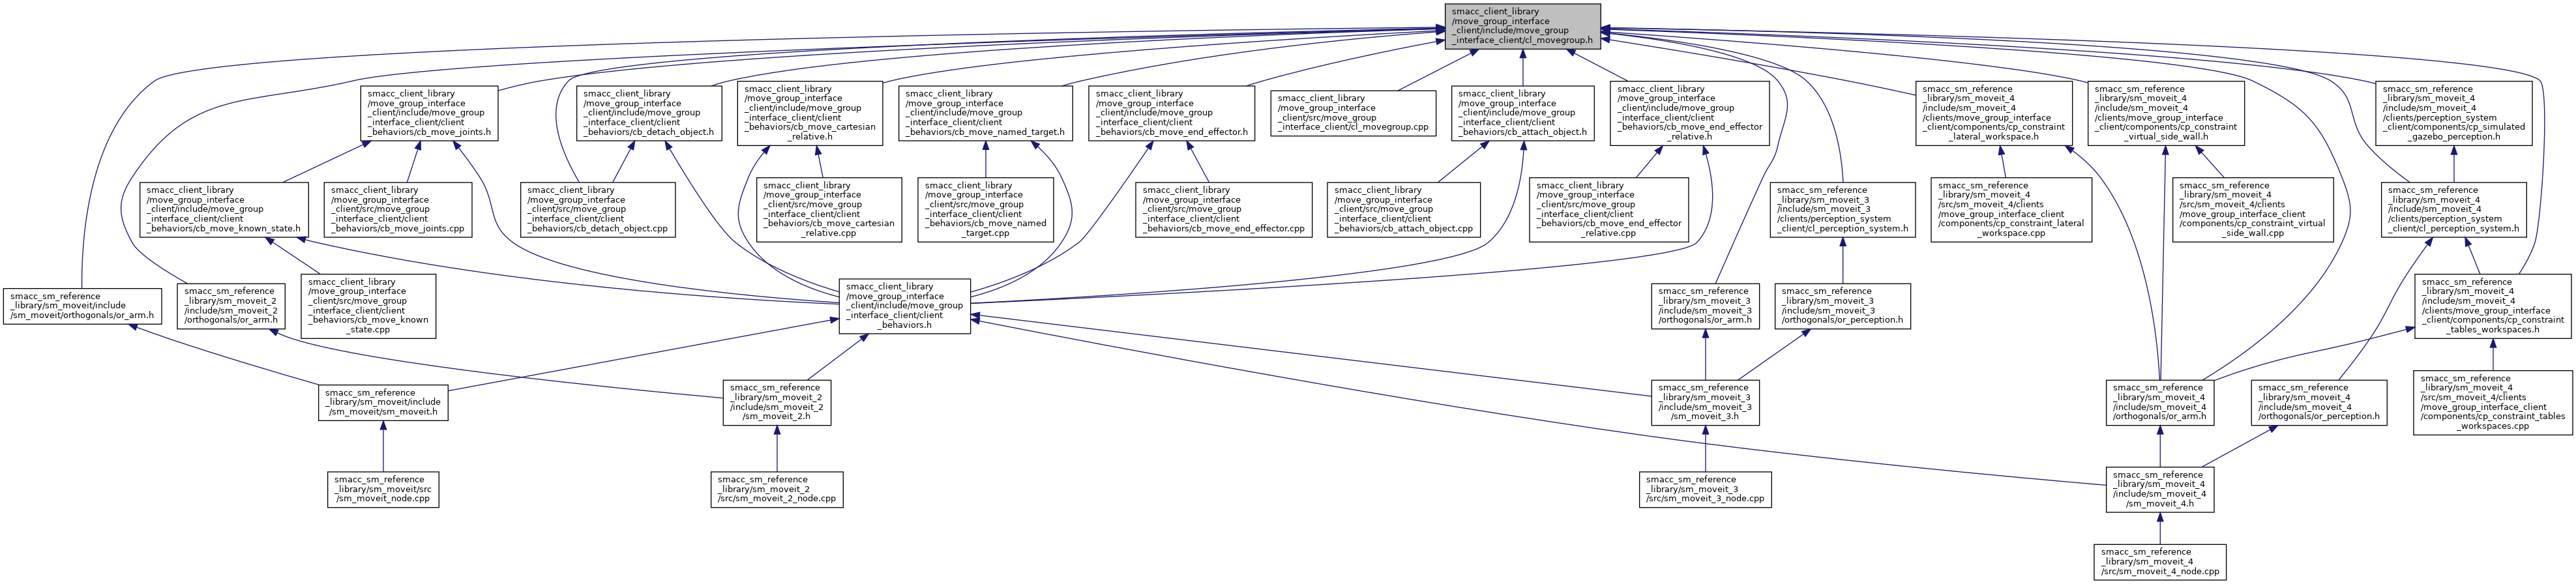 smacc_client_library
/move_group_interface
_client/include/move_group
_interface_client/cl_movegroup.h
smacc_client_library
/move_group_interface
_client/include/move_group
_interface_client/client
_behaviors/cb_move_joints.h
smacc_client_library
/move_group_interface
_client/include/move_group
_interface_client/client
_behaviors/cb_detach_object.h
smacc_client_library
/move_group_interface
_client/include/move_group
_interface_client/client
_behaviors/cb_move_cartesian
_relative.h
smacc_client_library
/move_group_interface
_client/include/move_group
_interface_client/client
_behaviors/cb_move_named_target.h
smacc_client_library
/move_group_interface
_client/include/move_group
_interface_client/client
_behaviors/cb_move_end_effector.h
smacc_client_library
/move_group_interface
_client/src/move_group
_interface_client/cl_movegroup.cpp
smacc_client_library
/move_group_interface
_client/include/move_group
_interface_client/client
_behaviors/cb_attach_object.h
smacc_client_library
/move_group_interface
_client/include/move_group
_interface_client/client
_behaviors/cb_move_end_effector
_relative.h
smacc_sm_reference
_library/sm_moveit_4
/include/sm_moveit_4
/clients/move_group_interface
_client/components/cp_constraint
_lateral_workspace.h
smacc_sm_reference
_library/sm_moveit_4
/include/sm_moveit_4
/clients/move_group_interface
_client/components/cp_constraint
_virtual_side_wall.h
smacc_sm_reference
_library/sm_moveit_4
/include/sm_moveit_4
/clients/perception_system
_client/components/cp_simulated
_gazebo_perception.h
smacc_client_library
/move_group_interface
_client/include/move_group
_interface_client/client
_behaviors/cb_move_known_state.h
smacc_client_library
/move_group_interface
_client/src/move_group
_interface_client/client
_behaviors/cb_move_joints.cpp
smacc_client_library
/move_group_interface
_client/src/move_group
_interface_client/client
_behaviors/cb_detach_object.cpp
smacc_client_library
/move_group_interface
_client/src/move_group
_interface_client/client
_behaviors/cb_move_cartesian
_relative.cpp
smacc_client_library
/move_group_interface
_client/src/move_group
_interface_client/client
_behaviors/cb_move_named
_target.cpp
smacc_client_library
/move_group_interface
_client/src/move_group
_interface_client/client
_behaviors/cb_move_end_effector.cpp
smacc_client_library
/move_group_interface
_client/src/move_group
_interface_client/client
_behaviors/cb_attach_object.cpp
smacc_client_library
/move_group_interface
_client/src/move_group
_interface_client/client
_behaviors/cb_move_end_effector
_relative.cpp
smacc_sm_reference
_library/sm_moveit_3
/include/sm_moveit_3
/clients/perception_system
_client/cl_perception_system.h
smacc_sm_reference
_library/sm_moveit_4
/src/sm_moveit_4/clients
/move_group_interface_client
/components/cp_constraint_lateral
_workspace.cpp
smacc_sm_reference
_library/sm_moveit_4
/src/sm_moveit_4/clients
/move_group_interface_client
/components/cp_constraint_virtual
_side_wall.cpp
smacc_sm_reference
_library/sm_moveit_4
/include/sm_moveit_4
/clients/perception_system
_client/cl_perception_system.h
smacc_sm_reference
_library/sm_moveit/include
/sm_moveit/orthogonals/or_arm.h
smacc_sm_reference
_library/sm_moveit_2
/include/sm_moveit_2
/orthogonals/or_arm.h
smacc_client_library
/move_group_interface
_client/src/move_group
_interface_client/client
_behaviors/cb_move_known
_state.cpp
smacc_client_library
/move_group_interface
_client/include/move_group
_interface_client/client
_behaviors.h
smacc_sm_reference
_library/sm_moveit_3
/include/sm_moveit_3
/orthogonals/or_arm.h
smacc_sm_reference
_library/sm_moveit_3
/include/sm_moveit_3
/orthogonals/or_perception.h
smacc_sm_reference
_library/sm_moveit_4
/include/sm_moveit_4
/clients/move_group_interface
_client/components/cp_constraint
_tables_workspaces.h
smacc_sm_reference
_library/sm_moveit/include
/sm_moveit/sm_moveit.h
smacc_sm_reference
_library/sm_moveit_2
/include/sm_moveit_2
/sm_moveit_2.h
smacc_sm_reference
_library/sm_moveit_3
/include/sm_moveit_3
/sm_moveit_3.h
smacc_sm_reference
_library/sm_moveit_4
/include/sm_moveit_4
/orthogonals/or_arm.h
smacc_sm_reference
_library/sm_moveit_4
/include/sm_moveit_4
/orthogonals/or_perception.h
smacc_sm_reference
_library/sm_moveit_4
/src/sm_moveit_4/clients
/move_group_interface_client
/components/cp_constraint_tables
_workspaces.cpp
smacc_sm_reference
_library/sm_moveit/src
/sm_moveit_node.cpp
smacc_sm_reference
_library/sm_moveit_2
/src/sm_moveit_2_node.cpp
smacc_sm_reference
_library/sm_moveit_3
/src/sm_moveit_3_node.cpp
smacc_sm_reference
_library/sm_moveit_4
/include/sm_moveit_4
/sm_moveit_4.h
smacc_sm_reference
_library/sm_moveit_4
/src/sm_moveit_4_node.cpp